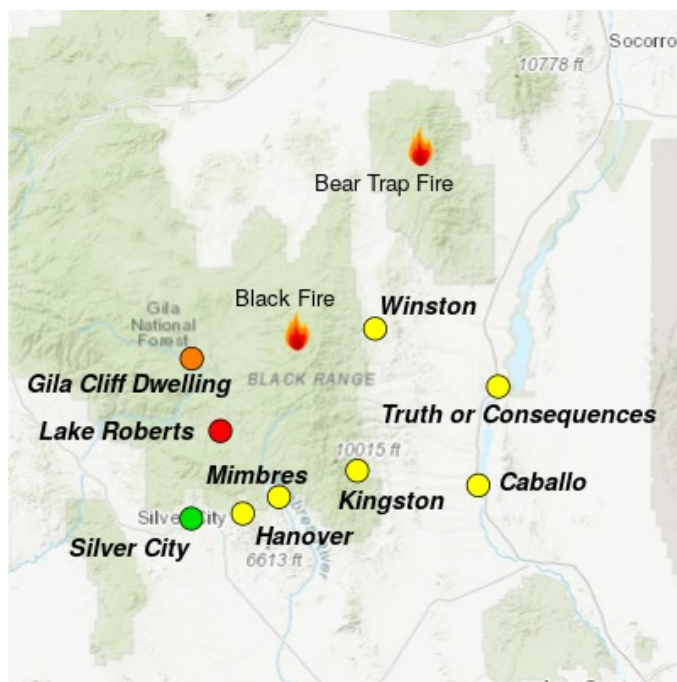 Socorro
10778 ft
Bear Trap Fire
Black Fire
Winston
Gila
National
Forest
Gila Cliff Dwelling
BLACK RANGE
Truth or Consequences
Lake Roberts
10015 ft
Mimbres
Kingston
Caballo
Silver City
Hanover
Silver City
6613 ft